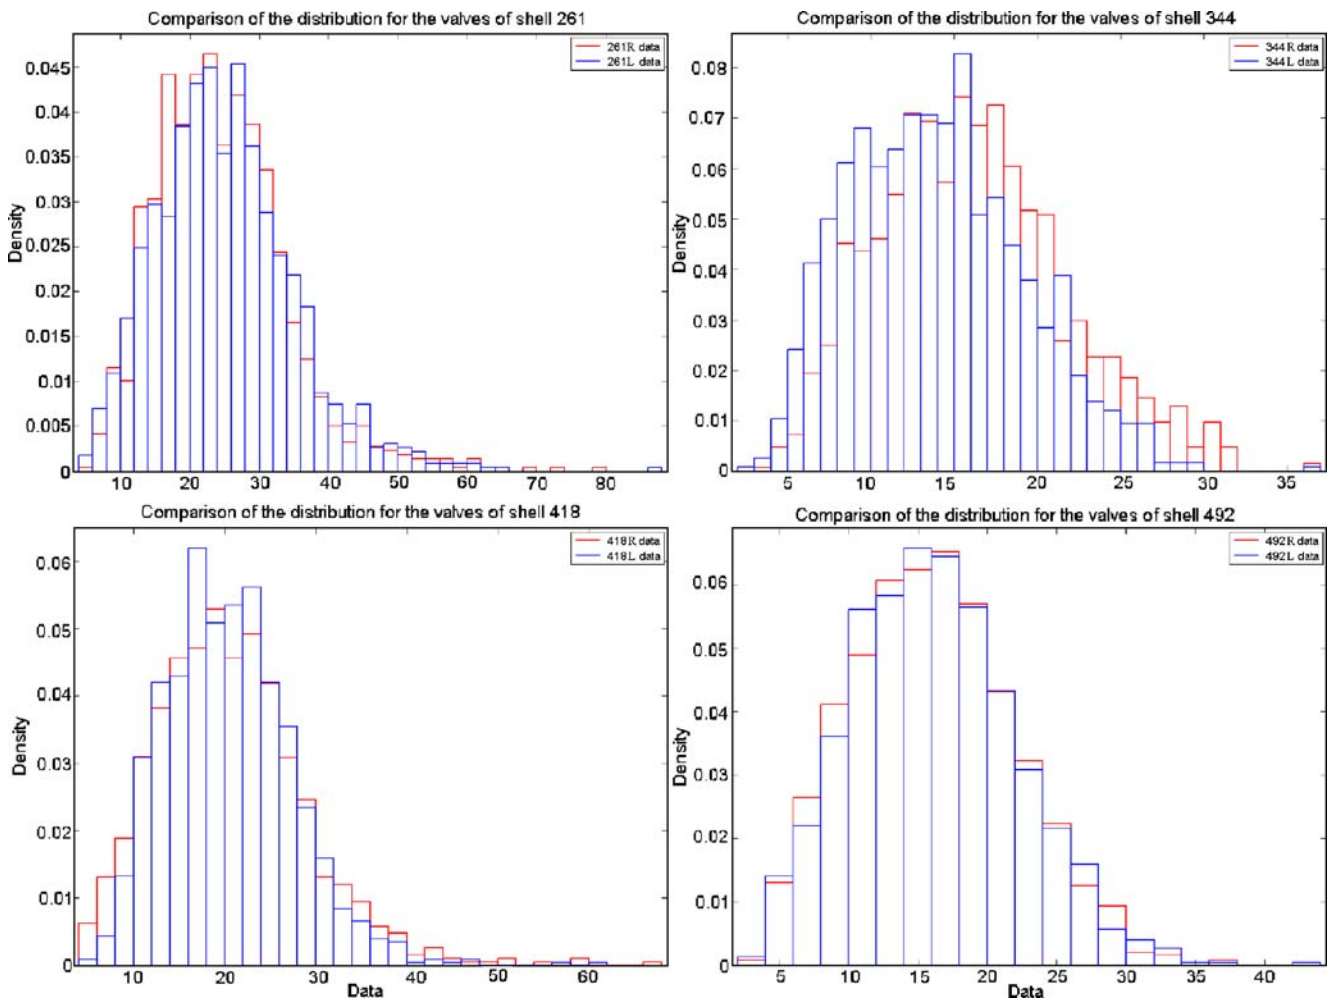 Comparison of the distribution for the valves of shell 261
261R data
261L data
Density
0.045
0.04
0.035
0.03
0.025
0.02
0.015
0.01
0.005
0
10 20 30 40 50 60 70 80
Comparison of the distribution for the valves of shell 344
344R data
344L data
Density
0.08
0.07
0.06
0.05
0.04
0.03
0.02
0.01
0
5 10 15 20 25 30 35
Comparison of the distribution for the valves of shell 418
418R data
418L data
Density
0.06
0.05
0.04
0.03
0.02
0.01
0
10 20 30 40 50 60
Data
Comparison of the distribution for the valves of shell 492
492R data
492L data
Density
0.06
0.05
0.04
0.03
0.02
0.01
0
5 10 15 20 25 30 35 40
Data